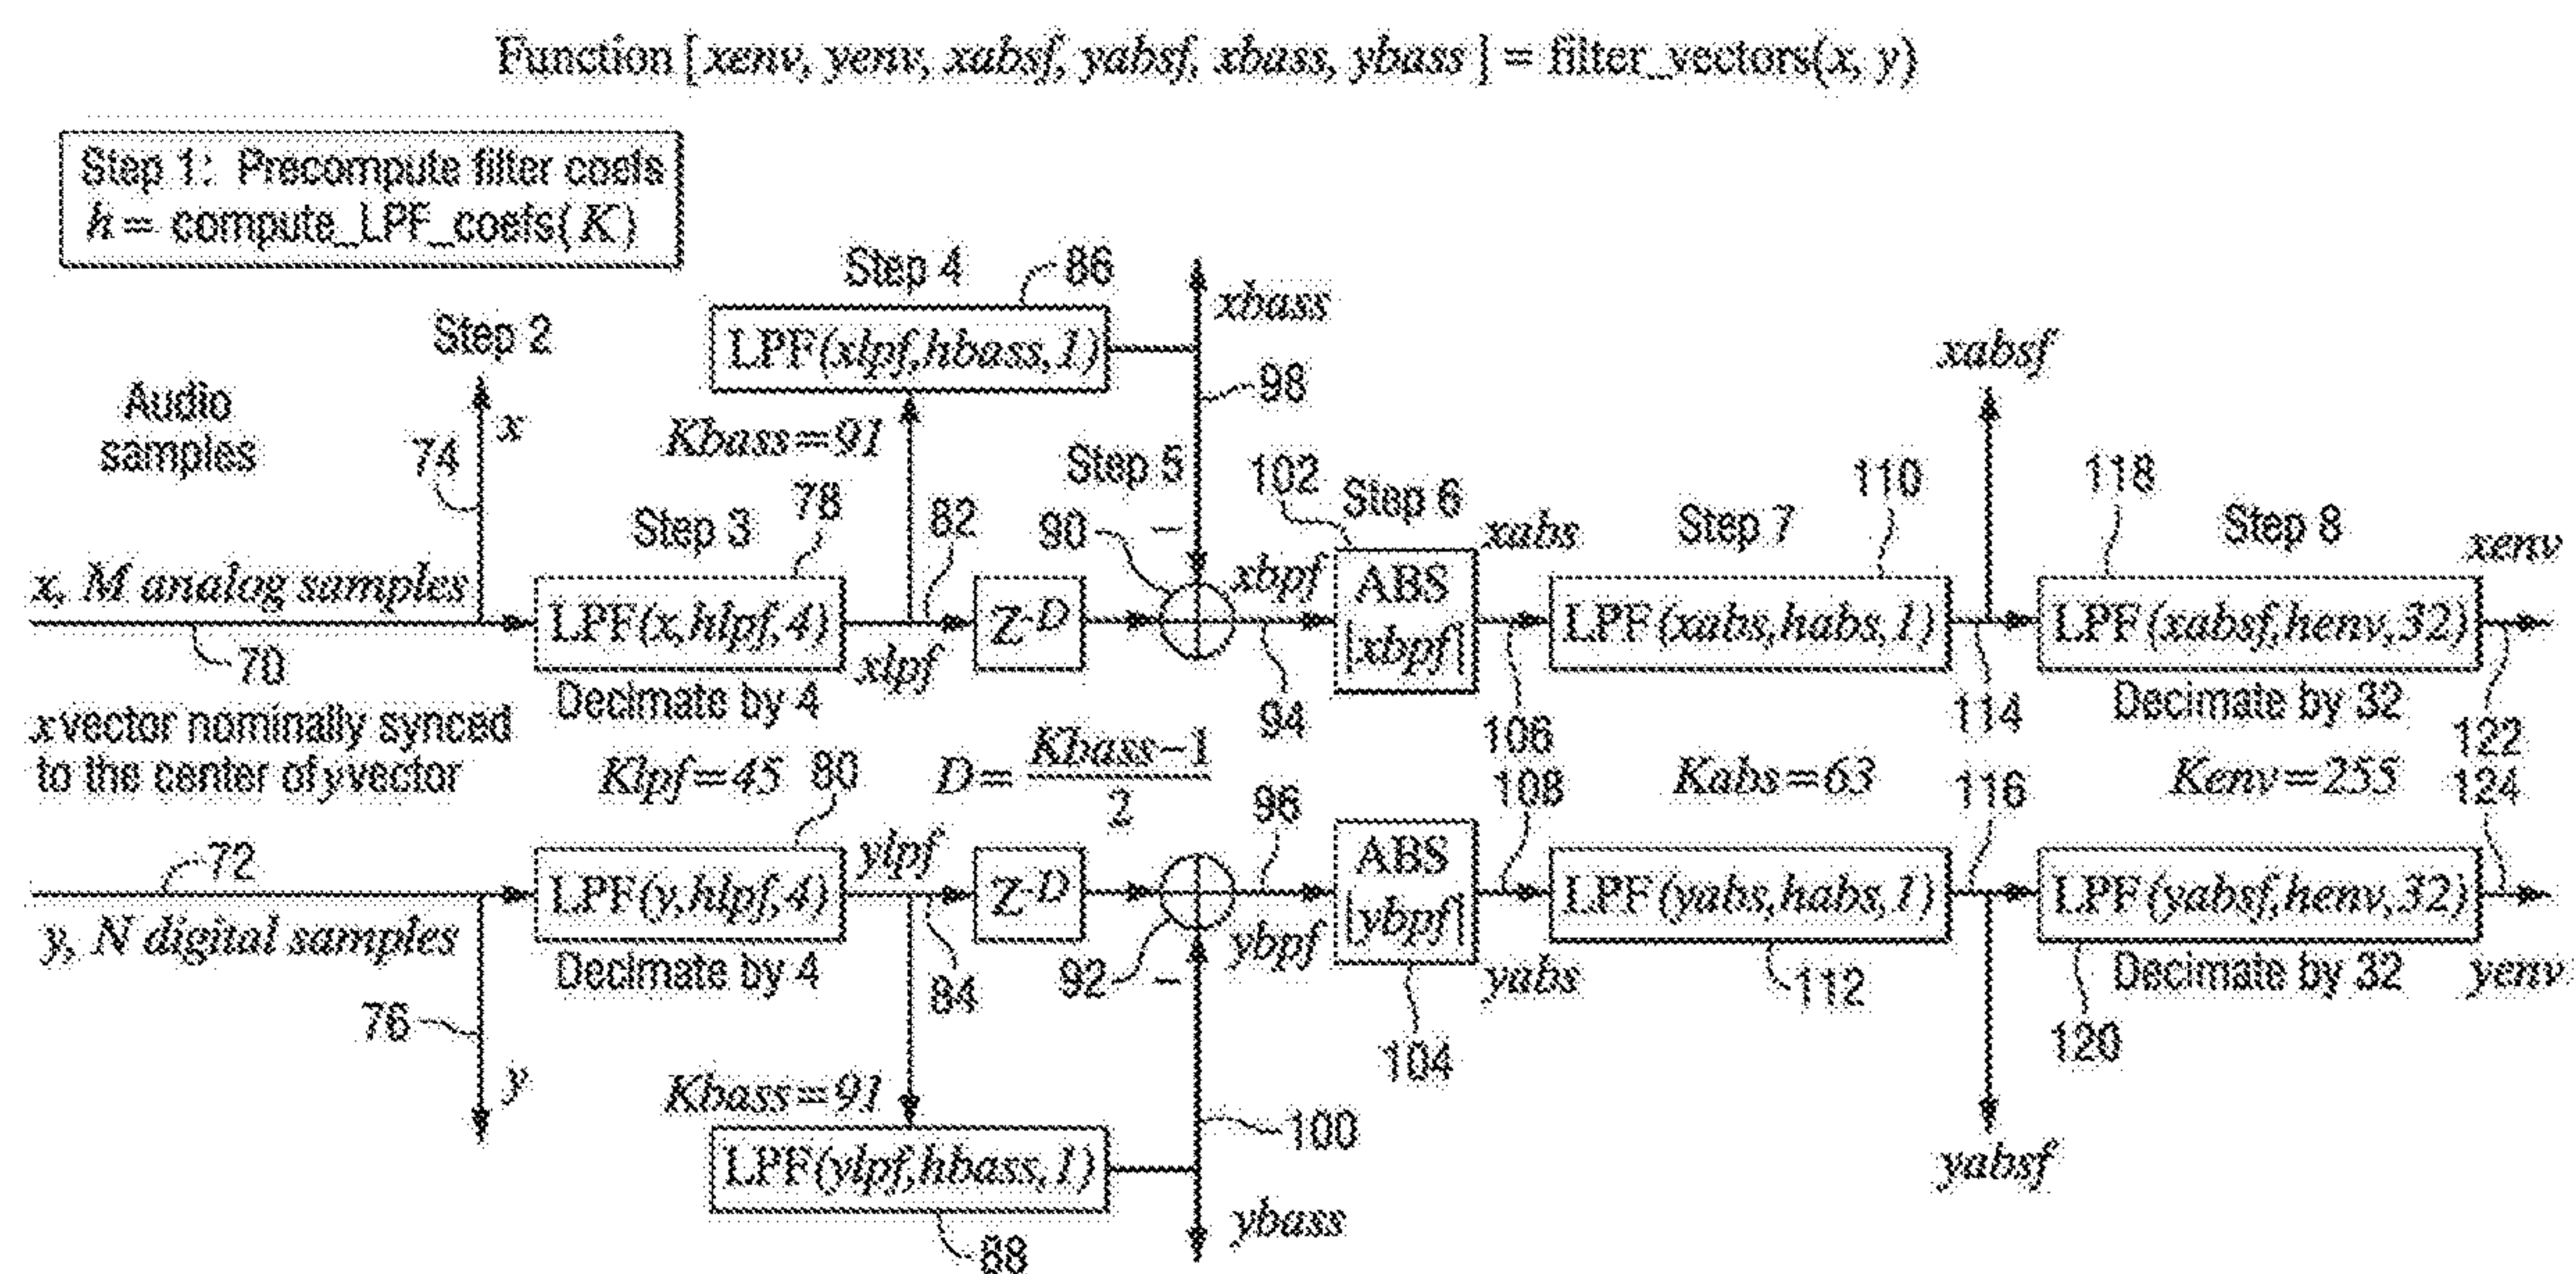 Function [xenv, yenv, xabsf, yabsf, xbass, ybass] = filter_vectors(x, y)
Step 1: Precompute filter coefs
h = compute_LPF_coefs(K)
Step 4
86
xbass
Step 2
LPF(xlpf,hbass,1)
xabsf
98
Audio
samples
74
x
Kbass=91
Step 5
102
Step 6
110
118
Step 3
78
82
90
–
xbpf
xabs
Step 7
Step 8
xenv
x, M analog samples
LPF(x,hlpf,4)
Z-D
ABS
|xbpf|
LPF(xabs,habs,1)
LPF(xabsf,henv,32)
70
Decimate by 4
xlpf
94
106
114
Decimate by 32
122
x vector nominally synced
to the center of y vector
Klpf=45
80
D= Kbass–1
2
96
108
Kabs=63
116
Kenv=255
124
72
ylpf
y, N digital samples
LPF(y,hlpf,4)
Z-D
ABS
|ybpf|
LPF(yabs,habs,1)
LPF(yabsf,henv,32)
Decimate by 4
84
92
–
ybpf
yabs
112
Decimate by 32
yenv
76
104
120
y
Kbass=91
100
LPF(ylpf,hbass,1)
yabsf
88
ybass